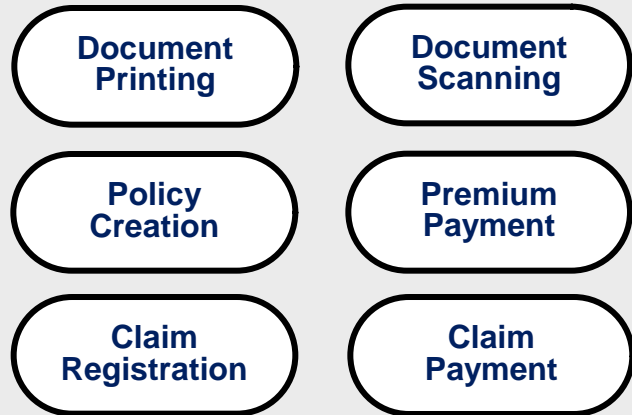 Document
Printing
Document
Scanning
Policy
Creation
Premium
Payment
Claim
Registration
Claim
Payment